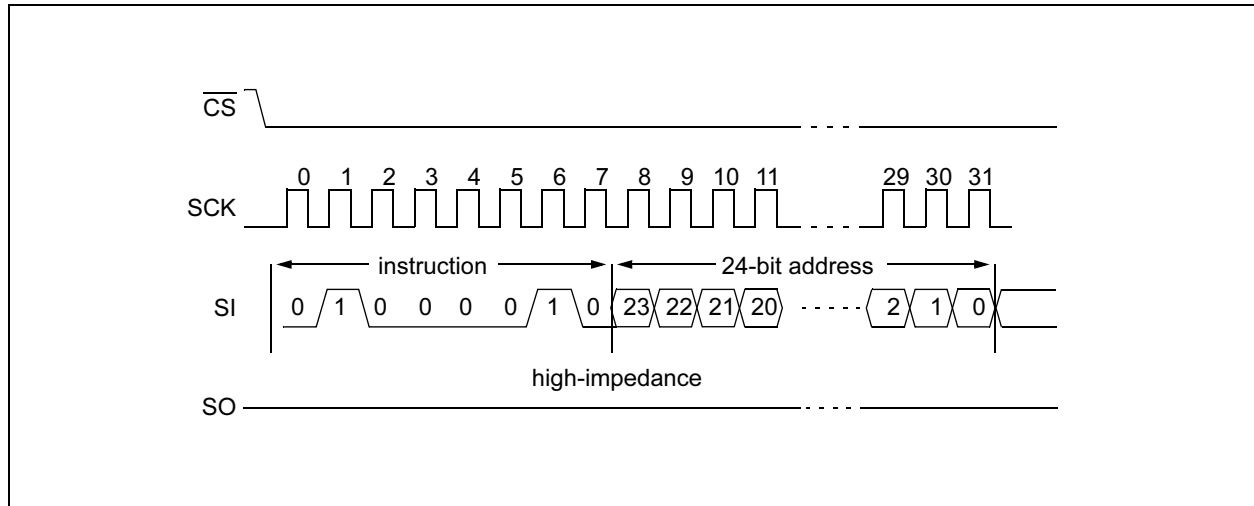 CS
0 1 2 3 4 5 6 7 8 9 10 11 29 30 31
SCK
instruction 24-bit address
SI 0 1 0 0 0 0 1 0 23 22 21 20 2 1 0
high-impedance
SO